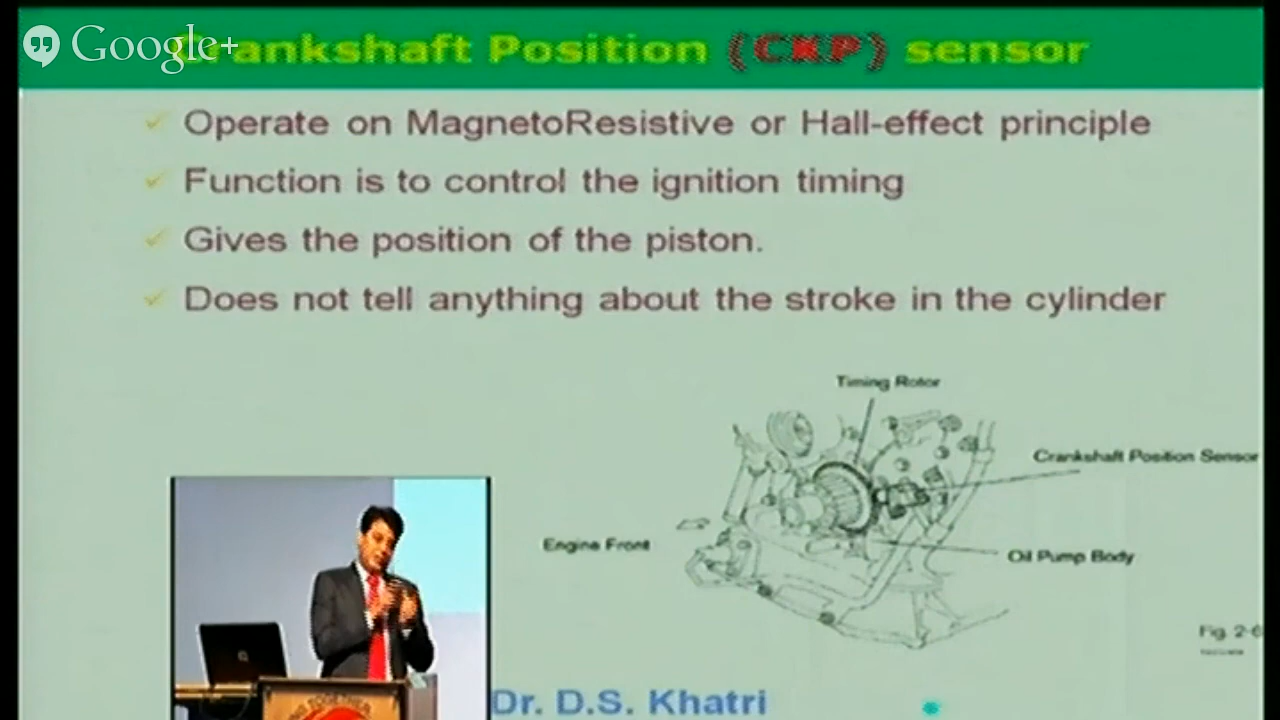 Google+
Crankshaft Position (CKP) sensor
Operate on MagnetoResistive or Hall-effect principle
Function is to control the ignition timing
Gives the position of the piston.
Does not tell anything about the stroke in the cylinder
Timing Rotor
Crankshaft Position Sensor
Engine Front
Oil Pump Body
Fig. 2-6
TOGETHER
Dr. D.S. Khatri